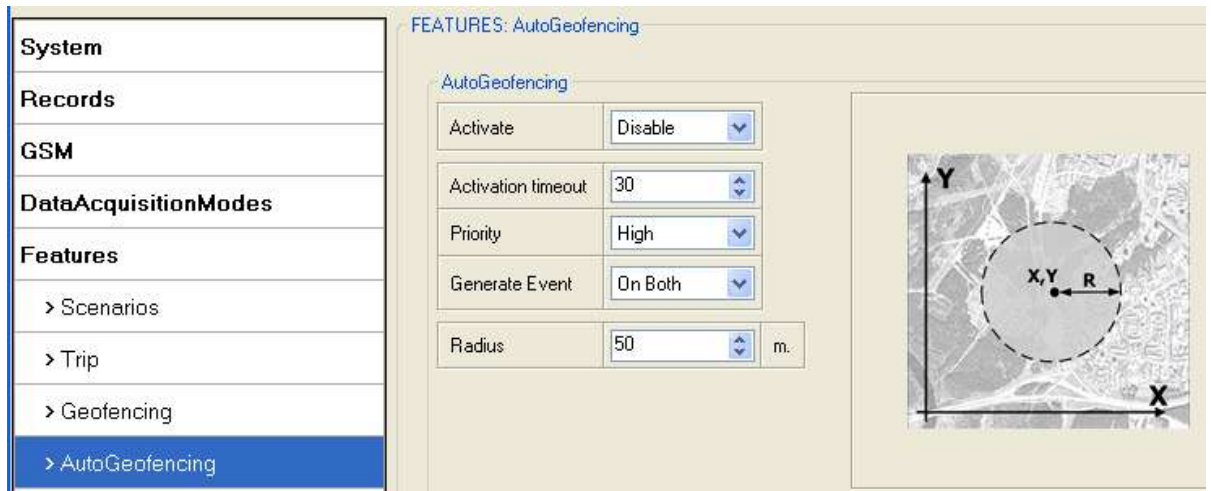 System
Records
GSM
DataAcquisitionModes
Features
> Scenarios
> Trip
> Geofencing
> AutoGeofencing
FEATURES: AutoGeofencing
AutoGeofencing
Activate Disable
Activation timeout 30
Priority High
Generate Event On Both
Radius 50 m.
Y
X,Y R
X